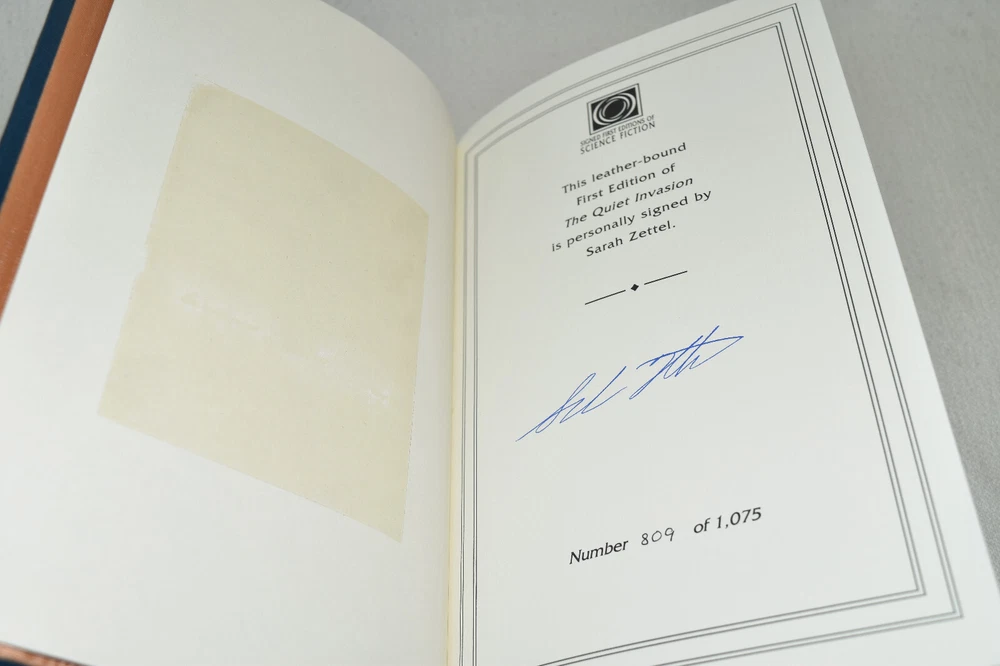 SIGNED FIRST EDITIONS OF
SCIENCE FICTION
This leather-bound
First Edition of
The Quiet Invasion
is personally signed by
Sarah Zettel.
Number 809 of 1,075